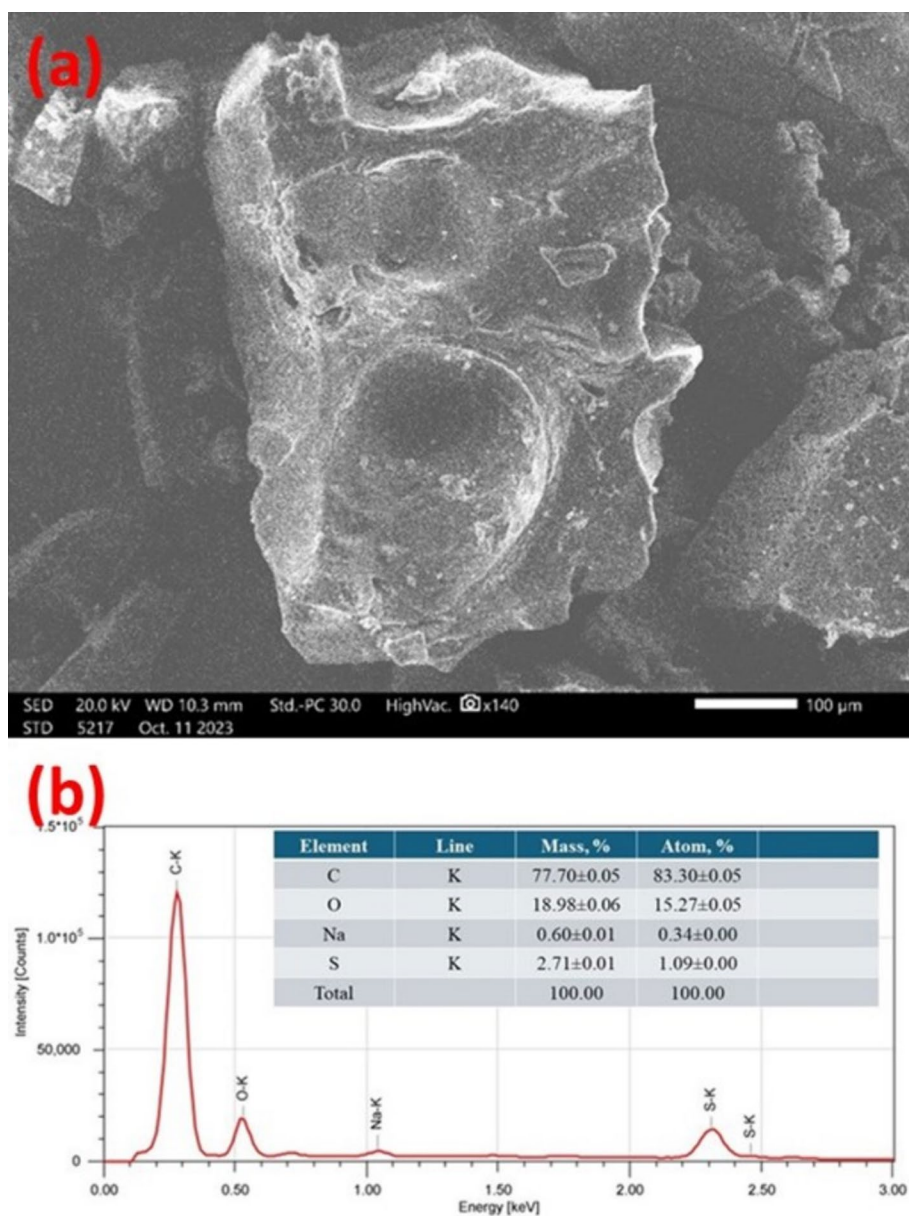 (a)
SED 20.0 kV WD 10.3 mm Std.-PC 30.0 HighVac. x140 100 µm
STD 5217 Oct. 11 2023
(b)
1.5*10⁵
1.0*10⁵
50,000
0
Intensity [Counts]
C-K
O-K
Na-K
S-K
S-K
Element Line Mass, % Atom, %
C K 77.70±0.05 83.30±0.05
O K 18.98±0.06 15.27±0.05
Na K 0.60±0.01 0.34±0.00
S K 2.71±0.01 1.09±0.00
Total 100.00 100.00
0.00 0.50 1.00 1.50 2.00 2.50 3.00
Energy [keV]